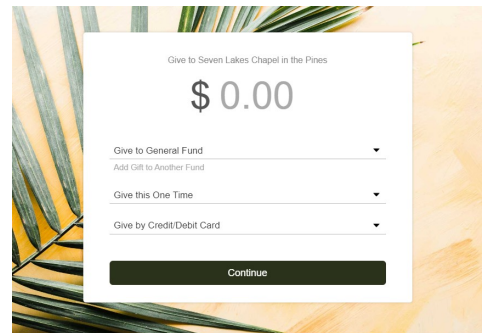 Give to Seven Lakes Chapel in the Pines
$ 0.00
Give to General Fund
Add Gift to Another Fund
Give this One Time
Give by Credit/Debit Card
Continue